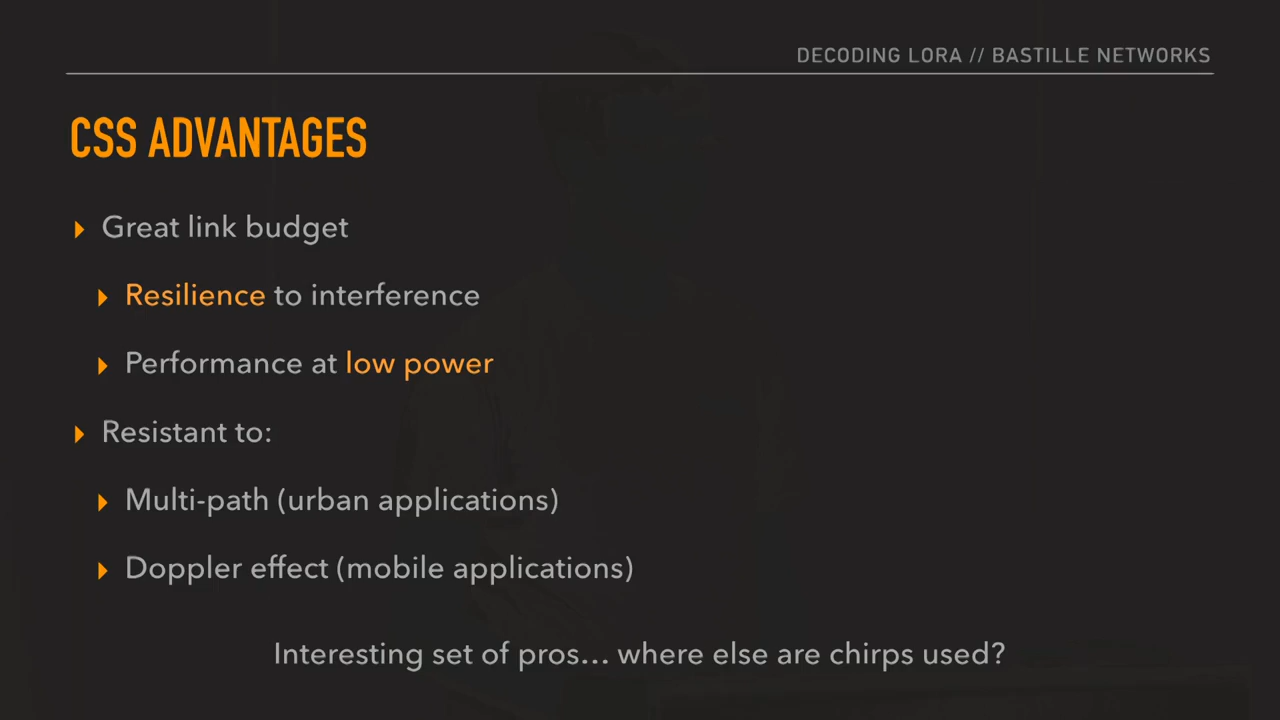 DECODING LORA // BASTILLE NETWORKS
CSS ADVANTAGES
Great link budget
Resilience to interference
Performance at low power
Resistant to:
Multi-path (urban applications)
Doppler effect (mobile applications)
Interesting set of pros... where else are chirps used?